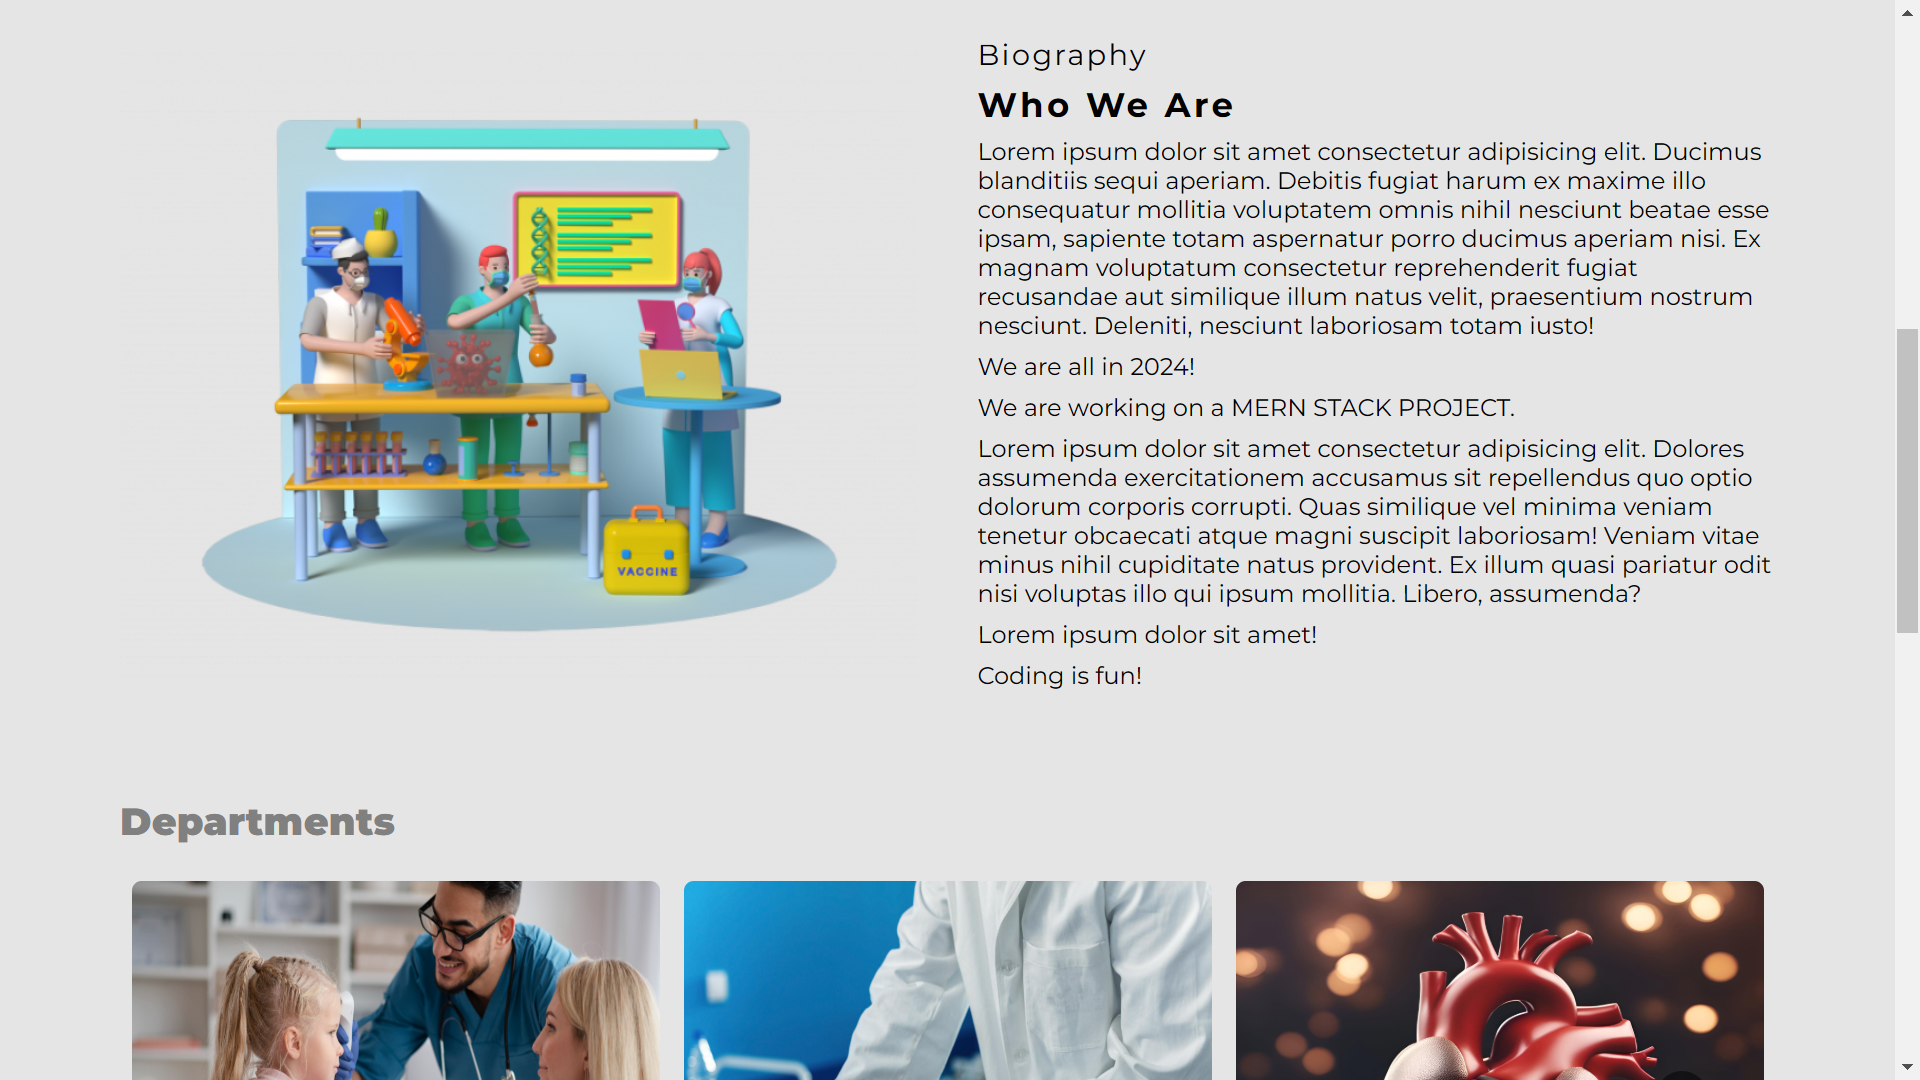 Biography
Who We Are
Lorem ipsum dolor sit amet consectetur adipisicing elit. Ducimus
blanditiis sequi aperiam. Debitis fugiat harum ex maxime illo
consequatur mollitia voluptatem omnis nihil nesciunt beatae esse
ipsam, sapiente totam aspernatur porro ducimus aperiam nisi. Ex
magnam voluptatum consectetur reprehenderit fugiat
recusandae aut similique illum natus velit, praesentium nostrum
nesciunt. Deleniti, nesciunt laboriosam totam iusto!
We are all in 2024!
We are working on a MERN STACK PROJECT.
Lorem ipsum dolor sit amet consectetur adipisicing elit. Dolores
assumenda exercitationem accusamus sit repellendus quo optio
dolorum corporis corrupti. Quas similique vel minima veniam
tenetur obcaecati atque magni suscipit laboriosam! Veniam vitae
minus nihil cupiditate natus provident. Ex illum quasi pariatur odit
nisi voluptas illo qui ipsum mollitia. Libero, assumenda?
Lorem ipsum dolor sit amet!
Coding is fun!
VACCINE
Departments